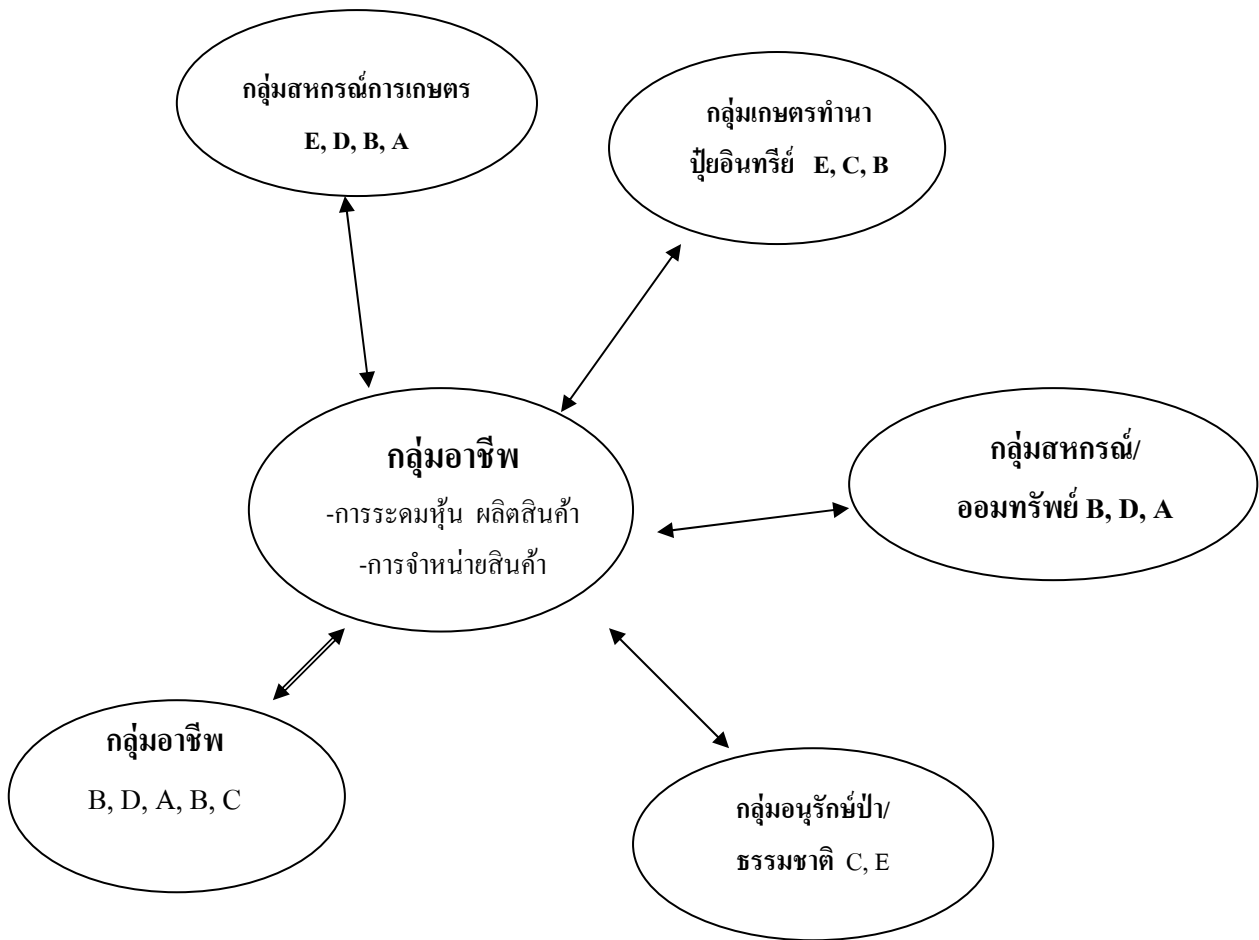 กลุ่มสหกรณ์การเกษตร
E, D, B, A
กลุ่มเกษตรทำนา
ปุ๋ยอินทรีย์ E, C, B
กลุ่มอาชีพ
-การระดมหุ้น ผลิตสินค้า
-การจำหน่ายสินค้า
กลุ่มสหกรณ์/
ออมทรัพย์ B, D, A
กลุ่มอาชีพ
B, D, A, B, C
กลุ่มอนุรักษ์ป่า/
ธรรมชาติ C, E